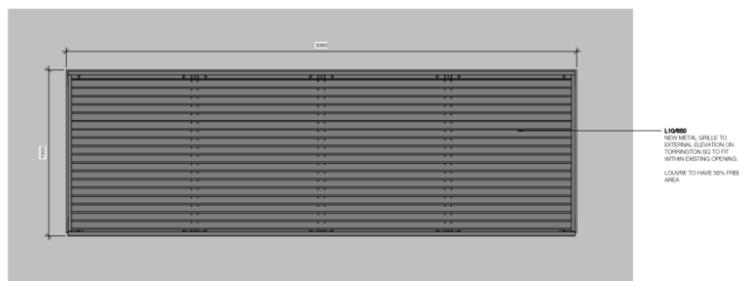 3080
1000
L10/660
NEW METAL GRILLE TO
EXTERNAL ELEVATION ON
TORRINGTON SQ TO FIT
WITHIN EXISTING OPENING.
LOUVRE TO HAVE 50% FREE
AREA